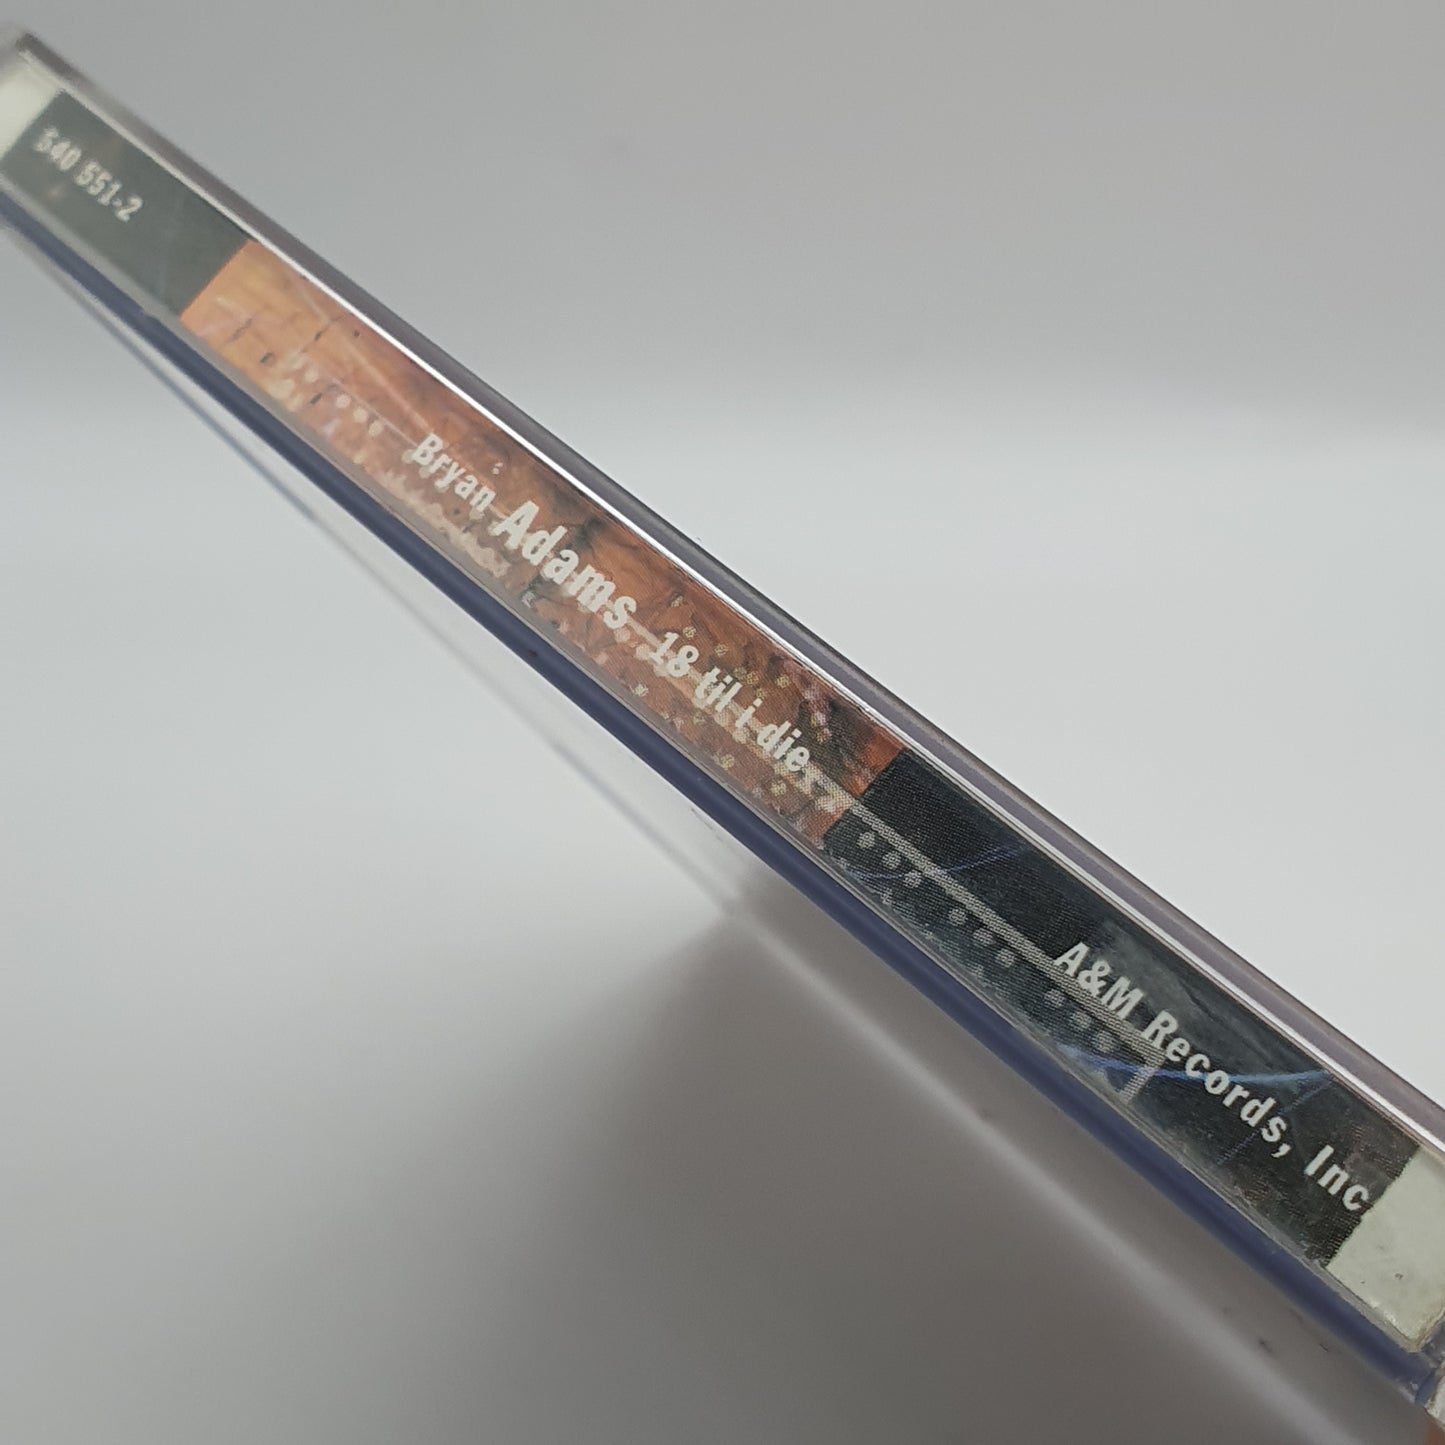 540 551-2
Bryan Adams 18 til i die
A&M Records, Inc